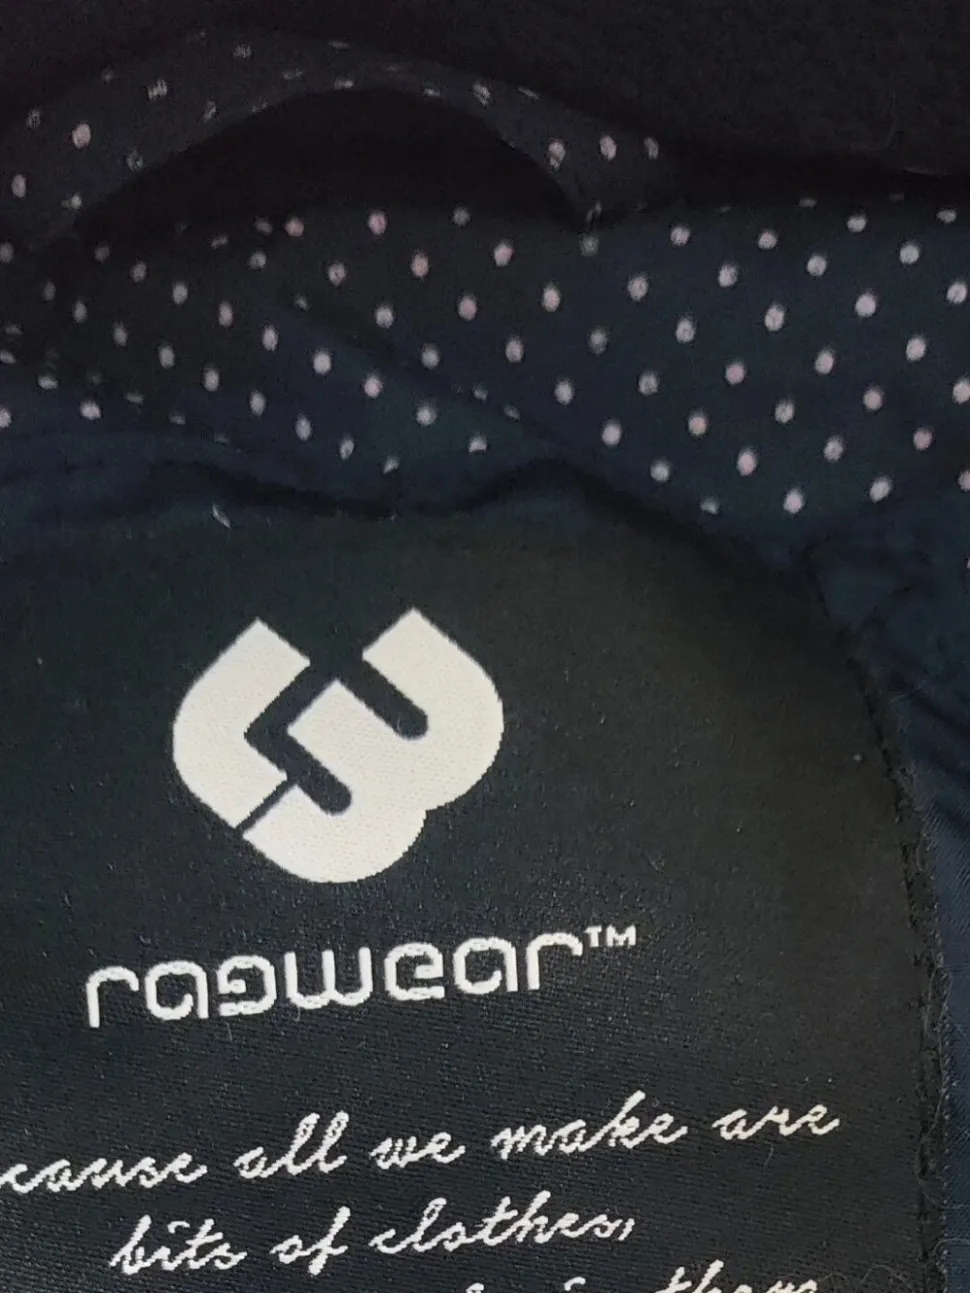 ragwear™
cause all we make are
bits of clothes,